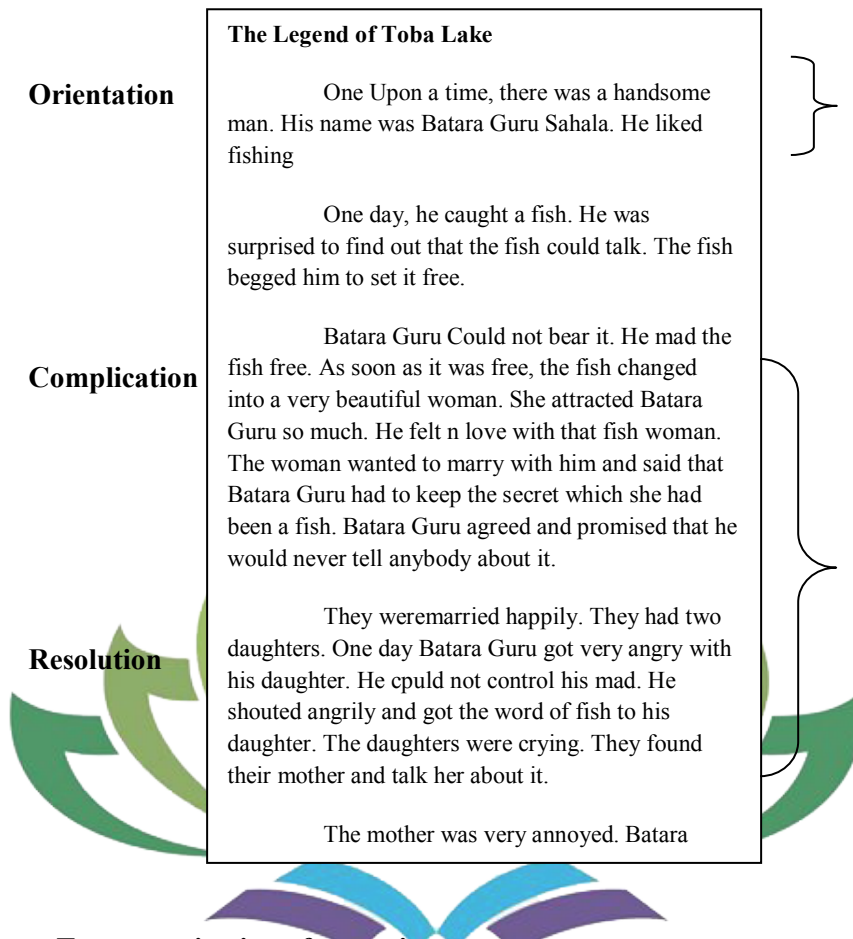 The Legend of Toba Lake
Orientation
One Upon a time, there was a handsome
man. His name was Batara Guru Sahala. He liked
fishing
One day, he caught a fish. He was
surprised to find out that the fish could talk. The fish
begged him to set it free.
Batara Guru Could not bear it. He mad the
fish free. As soon as it was free, the fish changed
Complication
into a very beautiful woman. She attracted Batara
Guru so much. He felt n love with that fish woman.
The woman wanted to marry with him and said that
Batara Guru had to keep the secret which she had
been a fish. Batara Guru agreed and promised that he
would never tell anybody about it.
They weremarried happily. They had two
daughters. One day Batara Guru got very angry with
Resolution
his daughter. He cpuld not control his mad. He
shouted angrily and got the word of fish to his
daughter. The daughters were crying. They found
their mother and talk her about it.
The mother was very annoyed. Batara